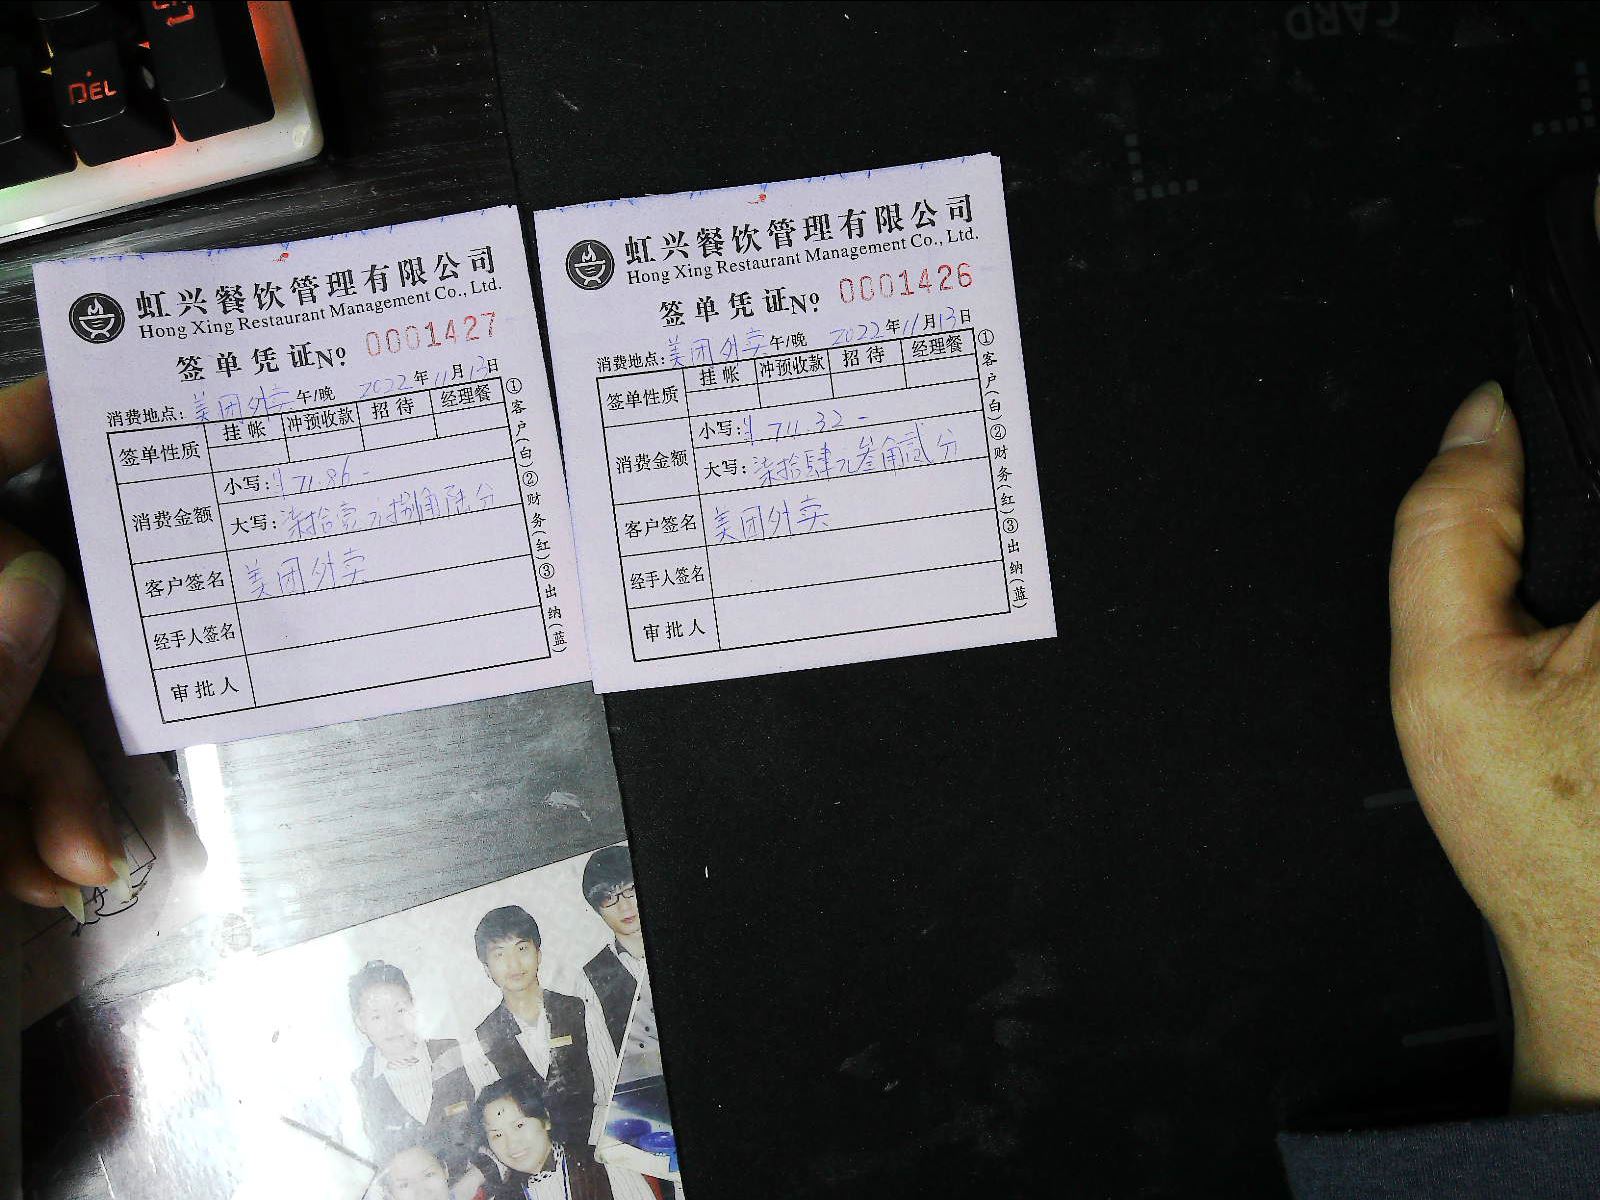 DEL
CARD
虹兴餐饮管理有限公司
Hong Xing Restaurant Management Co., Ltd.
签单凭证No. 0001427
消费地点: 美团外卖 午/晚 2022年11月13日
签单性质 挂帐 冲预收款 招待 经理餐
消费金额 小写: ¥71.86-
大写: 柒拾壹元捌角陆分
客户签名 美团外卖
经手人签名
审批人
①客户(白)②财务(红)③出纳(蓝)
虹兴餐饮管理有限公司
Hong Xing Restaurant Management Co., Ltd.
签单凭证No. 0001426
消费地点: 美团外卖 午/晚 2022年11月13日
签单性质 挂帐 冲预收款 招待 经理餐
消费金额 小写: ¥74.32-
大写: 柒拾肆元叁角贰分
客户签名 美团外卖
经手人签名
审批人
①客户(白)②财务(红)③出纳(蓝)